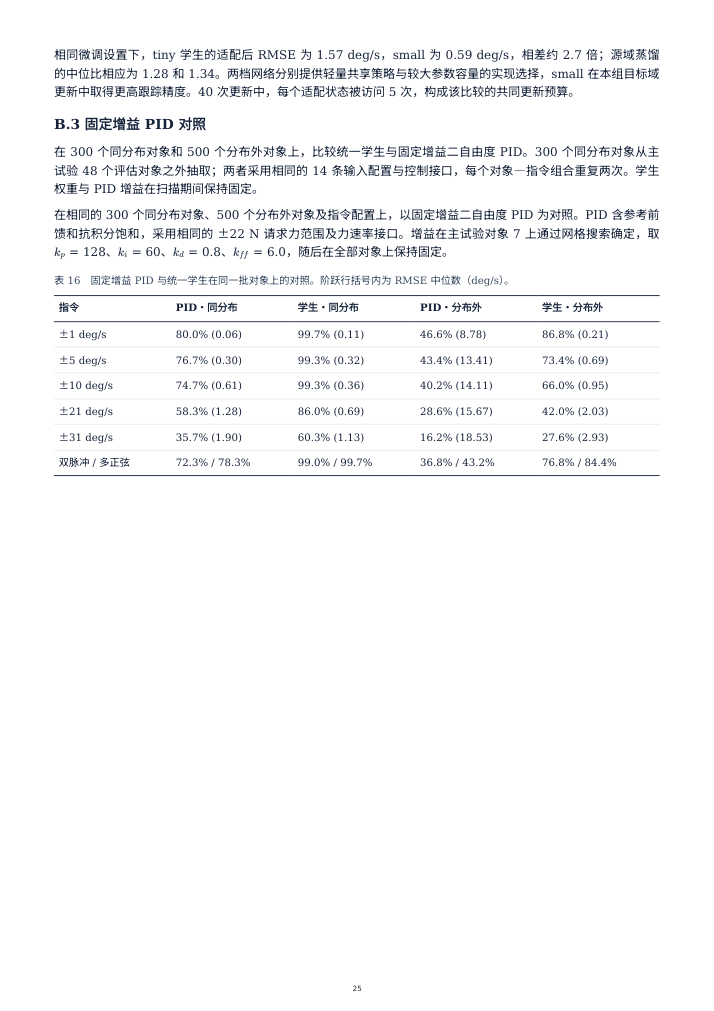 相同微调设置下，tiny 学生的适配后 RMSE 为 1.57 deg/s，small 为 0.59 deg/s，相差约 2.7 倍；源域蒸馏
的中位比相应为 1.28 和 1.34。两档网络分别提供轻量共享策略与较大参数容量的实现选择，small 在本组目标域
更新中取得更高跟踪精度。40 次更新中，每个适配状态被访问 5 次，构成该比较的共同更新预算。
B.3 固定增益 PID 对照
在 300 个同分布对象和 500 个分布外对象上，比较统一学生与固定增益二自由度 PID。300 个同分布对象从主
试验 48 个评估对象之外抽取；两者采用相同的 14 条输入配置与控制接口，每个对象—指令组合重复两次。学生
权重与 PID 增益在扫描期间保持固定。
在相同的 300 个同分布对象、500 个分布外对象及指令配置上，以固定增益二自由度 PID 为对照。PID 含参考前
馈和抗积分饱和，采用相同的 ±22 N 请求力范围及力速率接口。增益在主试验对象 7 上通过网格搜索确定，取
k_p = 128、k_i = 60、k_d = 0.8、k_ff = 6.0，随后在全部对象上保持固定。
表 16 固定增益 PID 与统一学生在同一批对象上的对照。阶跃行括号内为 RMSE 中位数（deg/s）。
指令 PID・同分布 学生・同分布 PID・分布外 学生・分布外
±1 deg/s 80.0% (0.06) 99.7% (0.11) 46.6% (8.78) 86.8% (0.21)
±5 deg/s 76.7% (0.30) 99.3% (0.32) 43.4% (13.41) 73.4% (0.69)
±10 deg/s 74.7% (0.61) 99.3% (0.36) 40.2% (14.11) 66.0% (0.95)
±21 deg/s 58.3% (1.28) 86.0% (0.69) 28.6% (15.67) 42.0% (2.03)
±31 deg/s 35.7% (1.90) 60.3% (1.13) 16.2% (18.53) 27.6% (2.93)
双脉冲 / 多正弦 72.3% / 78.3% 99.0% / 99.7% 36.8% / 43.2% 76.8% / 84.4%
25